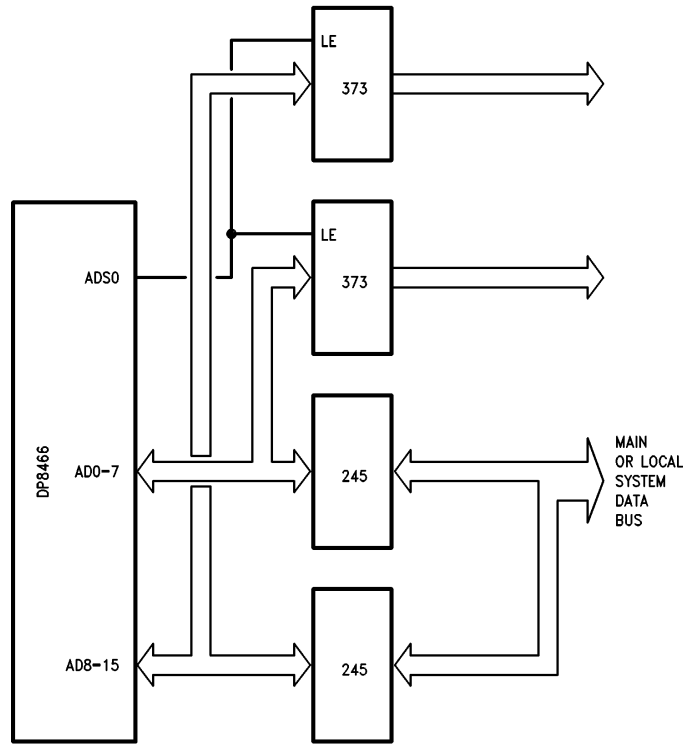 LE
373
LE
373
ADS0
DP8466
AD0-7
245
MAIN
OR LOCAL
SYSTEM
DATA
BUS
AD8-15
245